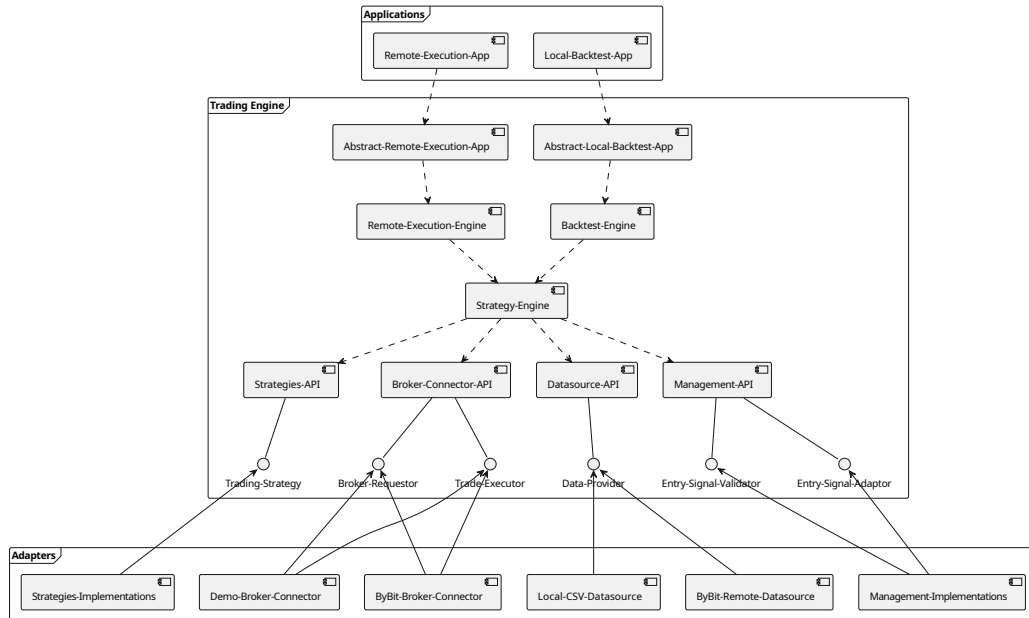 Applications
Remote-Execution-App
Local-Backtest-App
Trading Engine
Abstract-Remote-Execution-App
Abstract-Local-Backtest-App
Remote-Execution-Engine
Backtest-Engine
Strategy-Engine
Strategies-API
Broker-Connector-API
Datasource-API
Management-API
Trading-Strategy
Broker-Requestor
Trade-Executor
Data-Provider
Entry-Signal-Validator
Entry-Signal-Adaptor
Adapters
Strategies-Implementations
Demo-Broker-Connector
ByBit-Broker-Connector
Local-CSV-Datasource
ByBit-Remote-Datasource
Management-Implementations